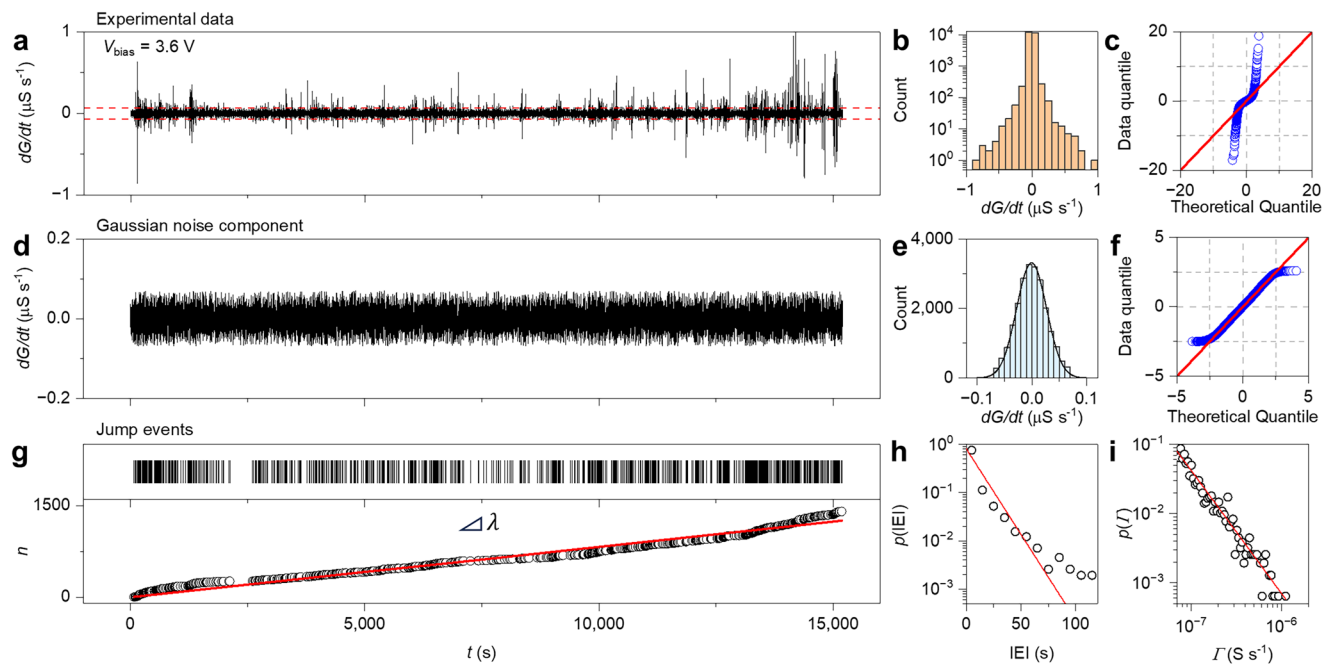 Experimental data
a
V_bias = 3.6 V
dG/dt (μS s⁻¹)
1
0
−1
b
Count
10⁴
10³
10²
10¹
10⁰
−1 0 1
dG/dt (μS s⁻¹)
c
Data quantile
20
0
−20
−20 0 20
Theoretical Quantile
Gaussian noise component
d
dG/dt (μS s⁻¹)
0.2
0.0
−0.2
e
Count
4,000
2,000
0
−0.1 0.0 0.1
dG/dt (μS s⁻¹)
f
Data quantile
5
0
−5
−5 0 5
Theoretical Quantile
Jump events
g
n
1500
0
λ
0 5,000 10,000 15,000
t (s)
h
p(IEI)
10⁰
10⁻¹
10⁻²
10⁻³
0 50 100
IEI (s)
i
p(Γ)
10⁻¹
10⁻²
10⁻³
10⁻⁷ 10⁻⁶
Γ (S s⁻¹)